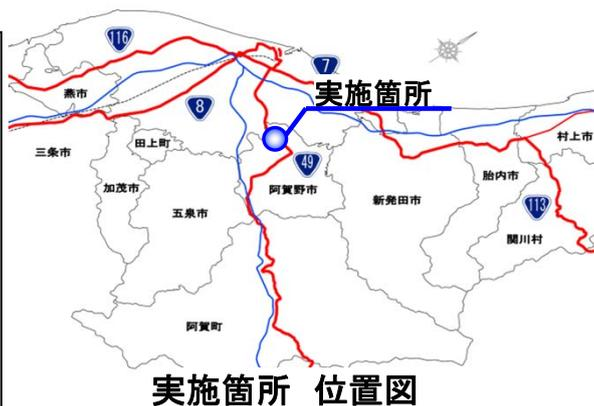 116
7
実施箇所
燕市
8
村上市
三条市
田上町
49
胎内市
加茂市
阿賀野市
新発田市
113
五泉市
関川村
阿賀町
実施箇所 位置図